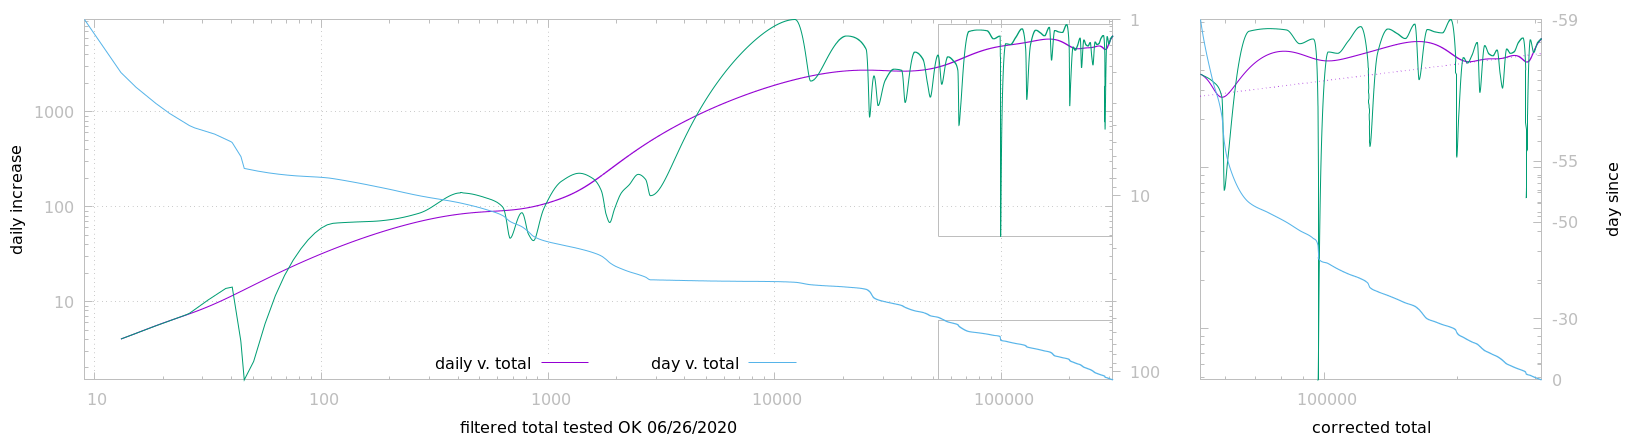 1
-59
1000
-55
daily increase
100
10
-50
day since
10
-30
daily v. total
day v. total
100
0
10
100
1000
10000
100000
100000
filtered total tested OK 06/26/2020
corrected total